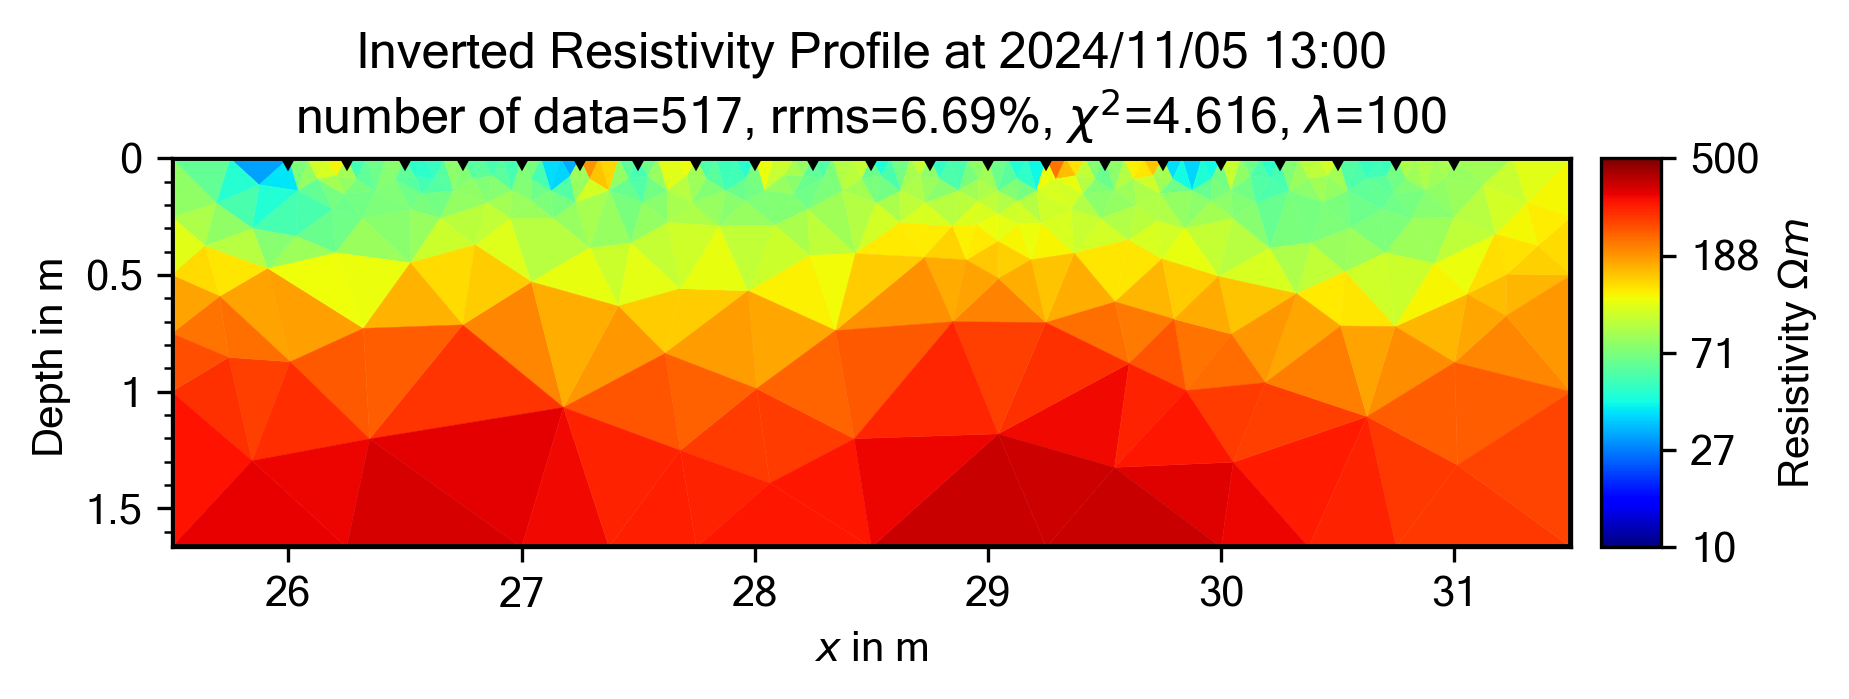 Inverted Resistivity Profile at 2024/11/05 13:00
number of data=517, rrms=6.69%, χ²=4.616, λ=100
0
0.5
1
1.5
Depth in m
26 27 28 29 30 31
x in m
500
188
71
27
10
Resistivity Ωm